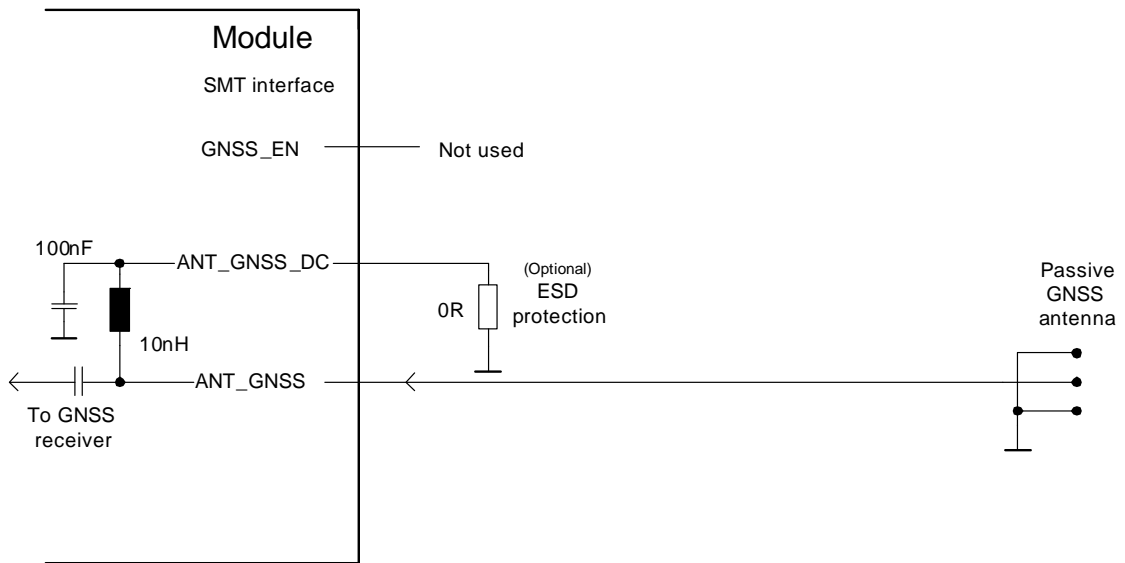 Module
SMT interface
GNSS_EN
Not used
100nF
ANT_GNSS_DC
(Optional)
ESD
protection
0R
Passive
GNSS
antenna
10nH
ANT_GNSS
To GNSS
receiver